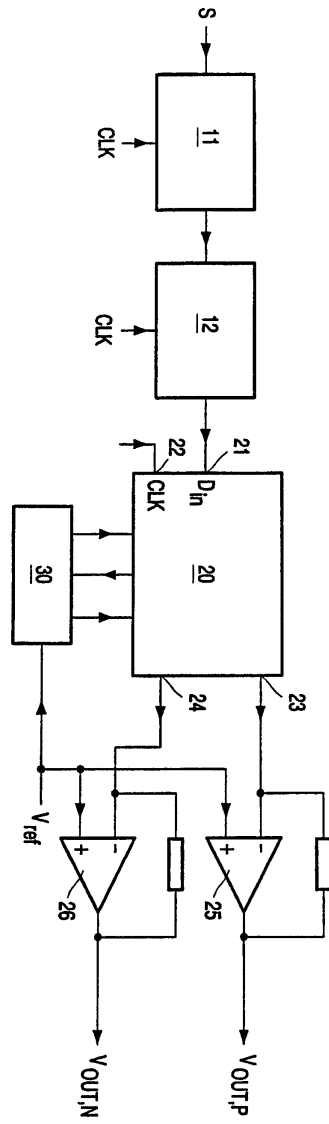 S
11
CLK
12
CLK
21
22
D_in
CLK
20
30
23
24
V_ref
-
+
25
-
+
26
V_OUT,P
V_OUT,N